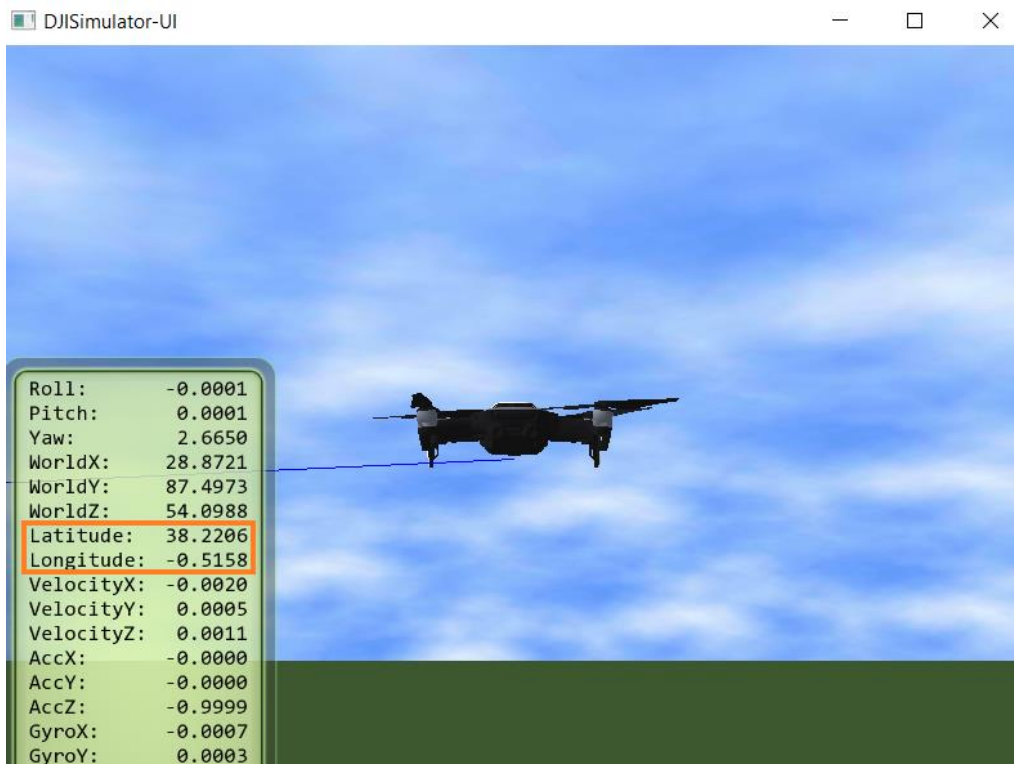 DJISimulator-UI
Roll: -0.0001
Pitch: 0.0001
Yaw: 2.6650
WorldX: 28.8721
WorldY: 87.4973
WorldZ: 54.0988
Latitude: 38.2206
Longitude: -0.5158
VelocityX: -0.0020
VelocityY: 0.0005
VelocityZ: 0.0011
AccX: -0.0000
AccY: -0.0000
AccZ: -0.9999
GyroX: -0.0007
GyroY: 0.0003